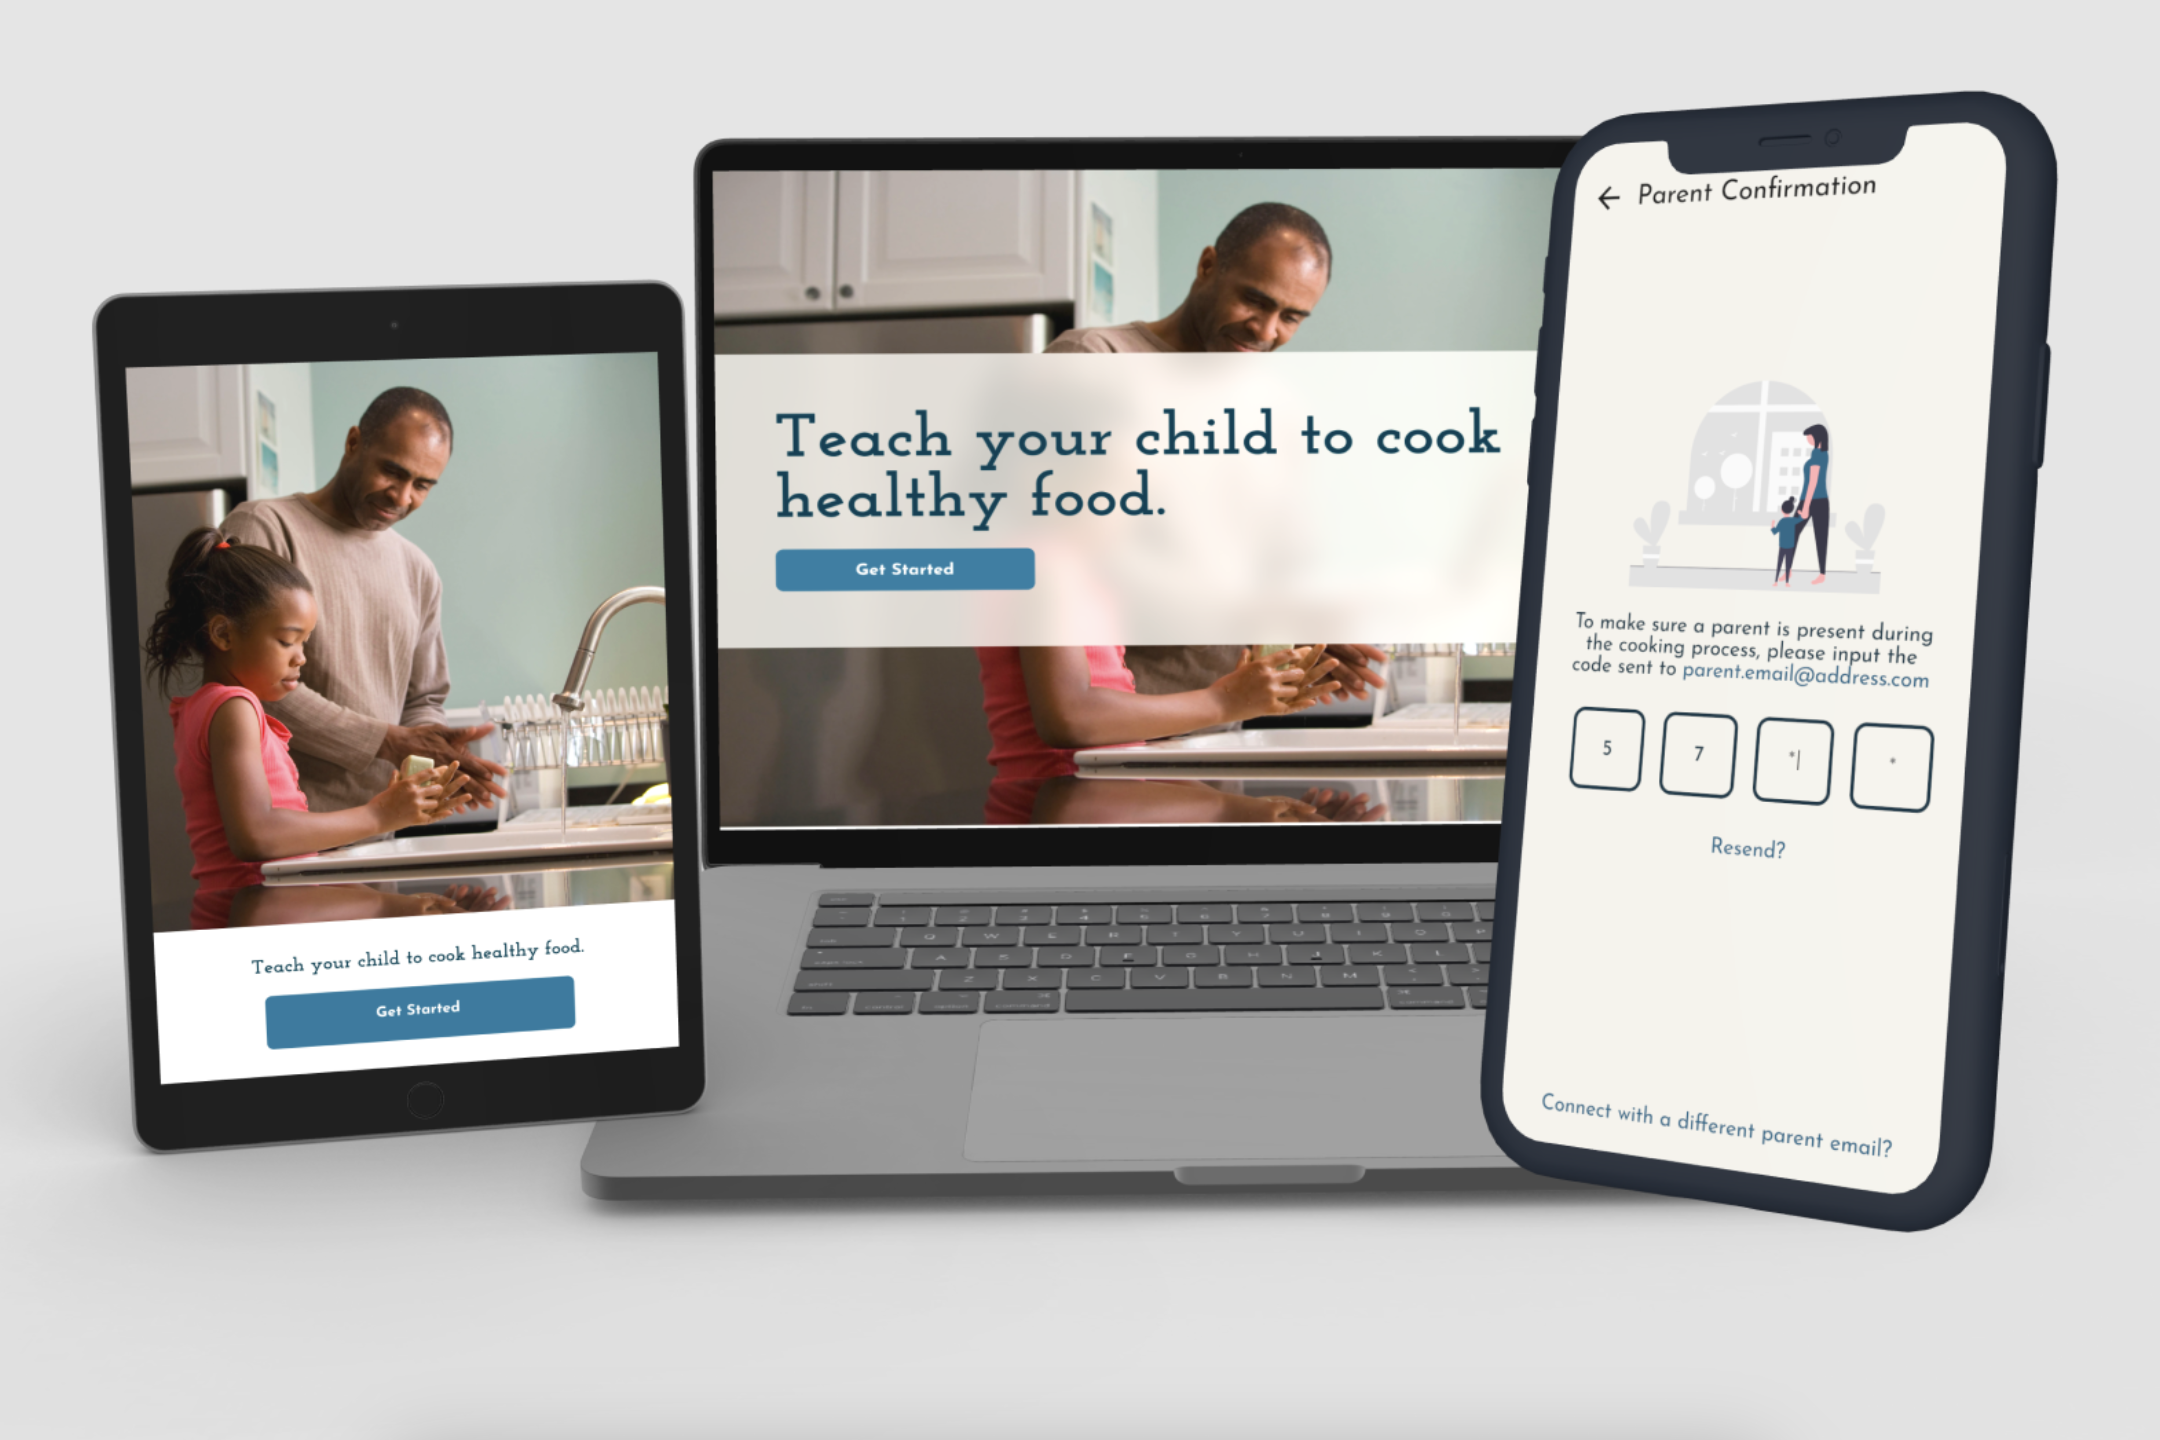 Teach your child to cook healthy food.
Get Started
Teach your child to cook
healthy food.
Get Started
Parent Confirmation
To make sure a parent is present during
the cooking process, please input the
code sent to parent.email@address.com
5 7 *| *
Resend?
Connect with a different parent email?